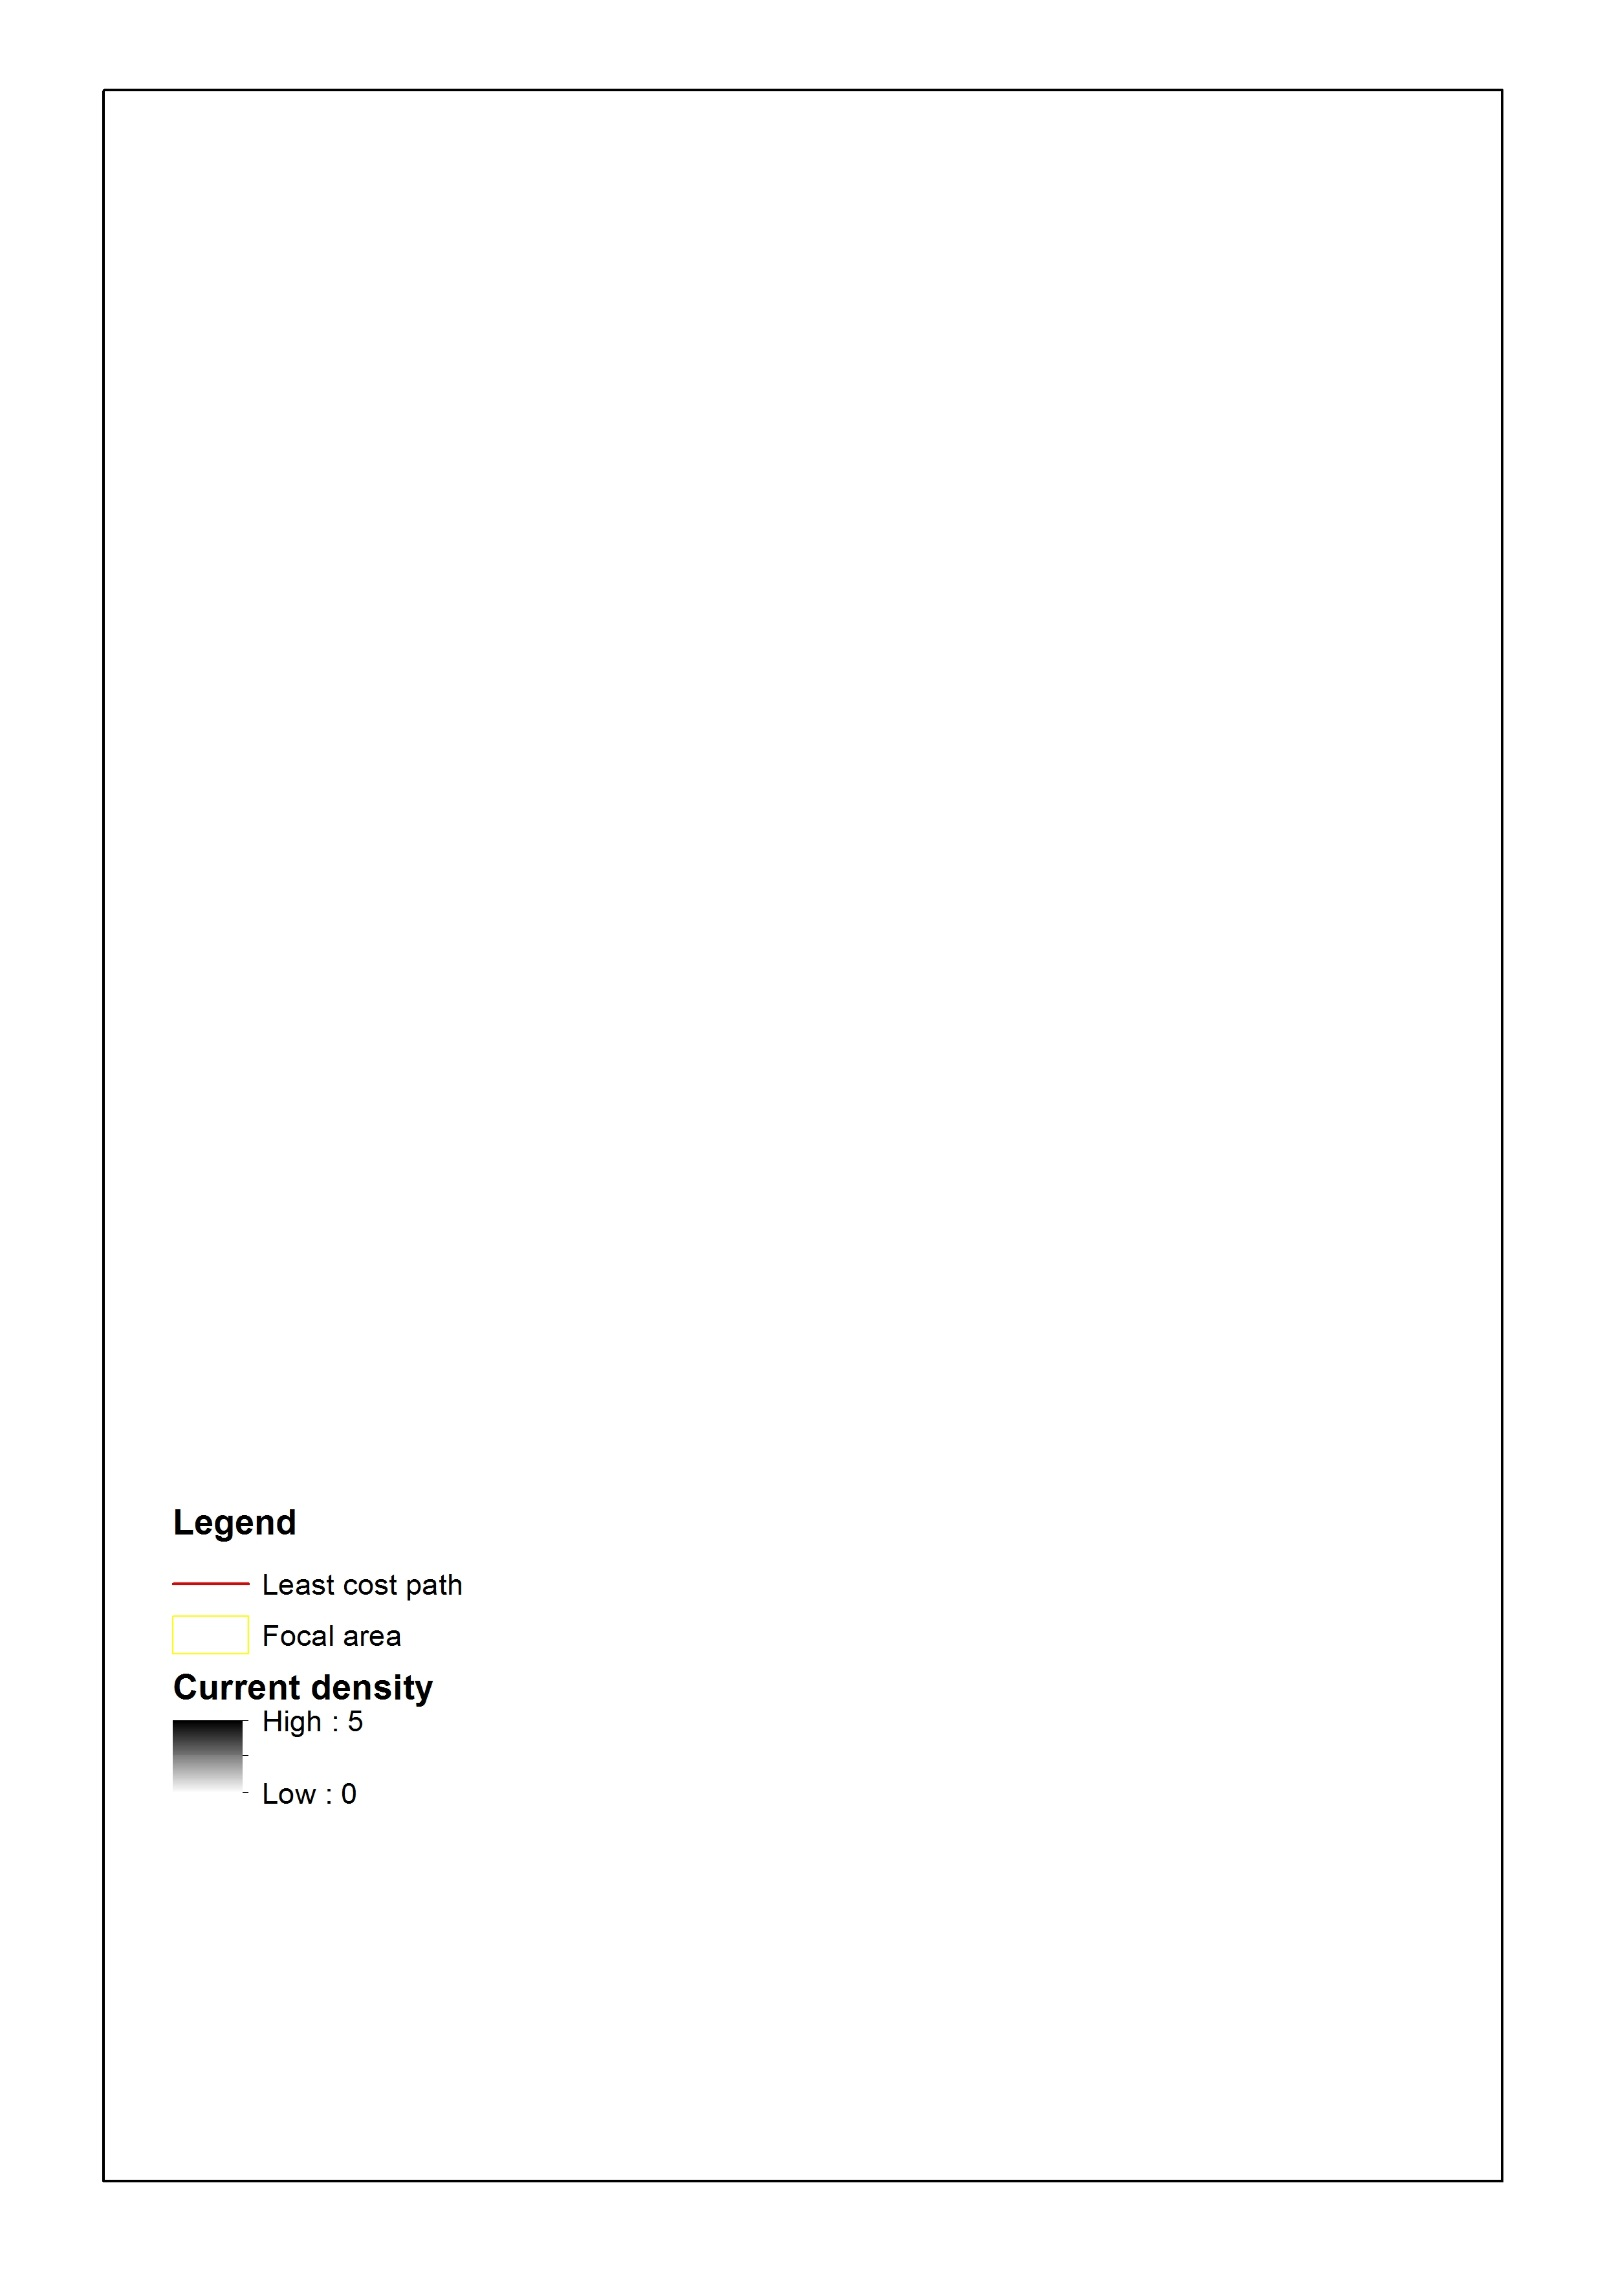 Legend
Least cost path
Focal area
Current density
High : 5
Low : 0